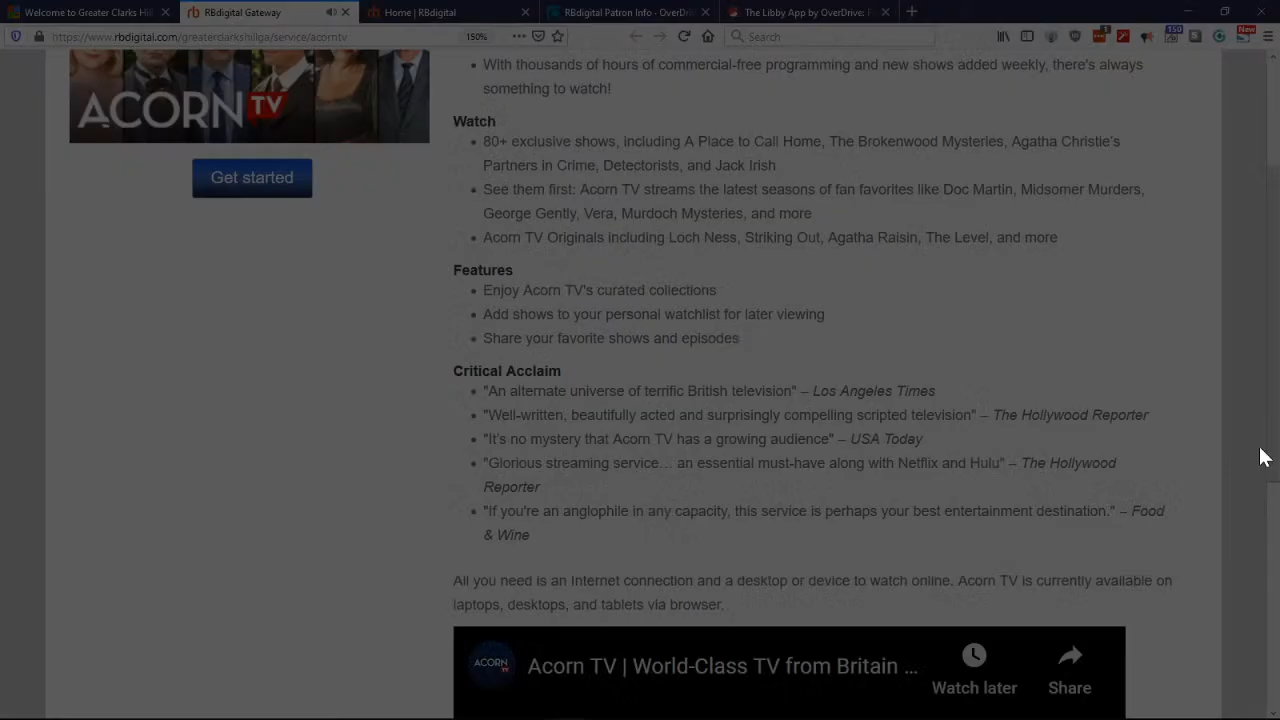 Welcome to Greater Clarks Hill
RBdigital Gateway
Home | RBdigital
RBdigital Patron Info - OverDri
The Libby App by OverDrive: F
https://www.rbdigital.com/greaterclarkshillga/service/acorntv
150%
Search
150
New
ACORN TV
Get started
With thousands of hours of commercial-free programming and new shows added weekly, there's always
something to watch!
Watch
80+ exclusive shows, including A Place to Call Home, The Brokenwood Mysteries, Agatha Christie's
Partners in Crime, Detectorists, and Jack Irish
See them first: Acorn TV streams the latest seasons of fan favorites like Doc Martin, Midsomer Murders,
George Gently, Vera, Murdoch Mysteries, and more
Acorn TV Originals including Loch Ness, Striking Out, Agatha Raisin, The Level, and more
Features
Enjoy Acorn TV's curated collections
Add shows to your personal watchlist for later viewing
Share your favorite shows and episodes
Critical Acclaim
"An alternate universe of terrific British television" – Los Angeles Times
"Well-written, beautifully acted and surprisingly compelling scripted television" – The Hollywood Reporter
"It's no mystery that Acorn TV has a growing audience" – USA Today
"Glorious streaming service… an essential must-have along with Netflix and Hulu" – The Hollywood
Reporter
"If you're an anglophile in any capacity, this service is perhaps your best entertainment destination." – Food
& Wine
All you need is an Internet connection and a desktop or device to watch online. Acorn TV is currently available on
laptops, desktops, and tablets via browser.
ACORN TV
Acorn TV | World-Class TV from Britain ...
Watch later
Share